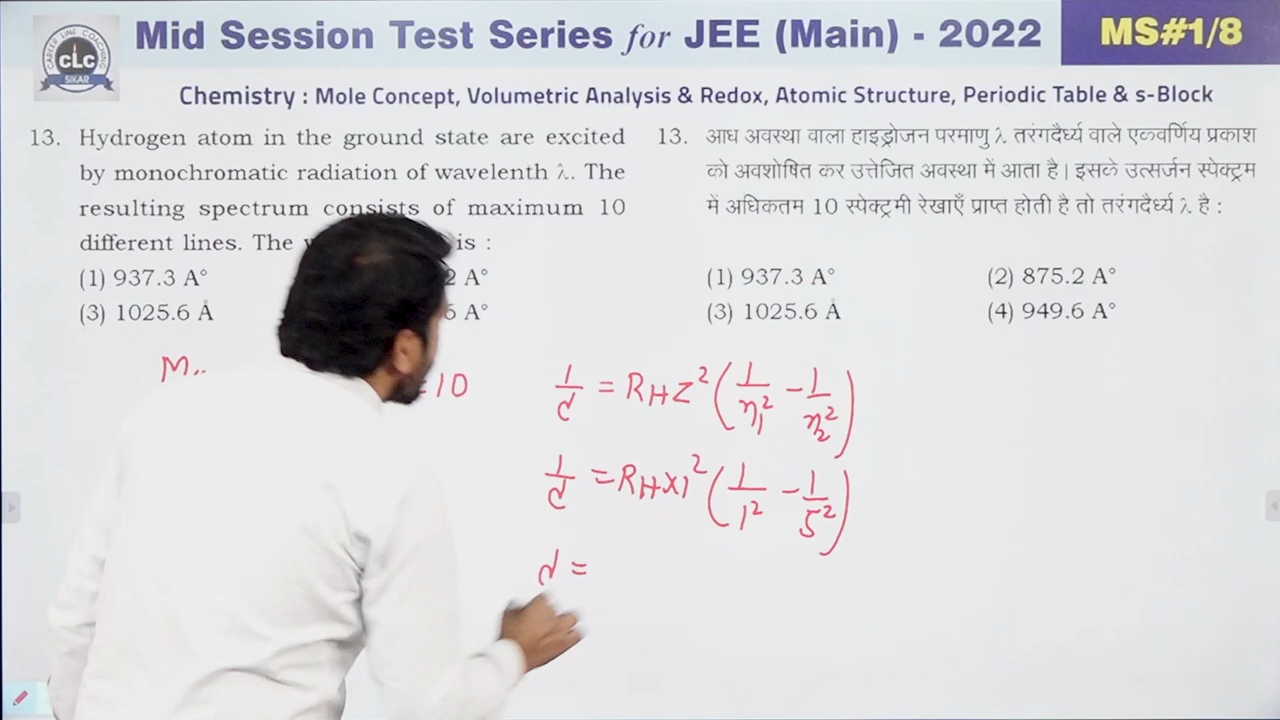 Mid Session Test Series for JEE (Main) - 2022
MS#1/8
CAREER LINE COACHING
CLC
SIKAR
Chemistry : Mole Concept, Volumetric Analysis & Redox, Atomic Structure, Periodic Table & s-Block
13. Hydrogen atom in the ground state are excited
by monochromatic radiation of wavelenth λ. The
resulting spectrum consists of maximum 10
different lines. The is :
(1) 937.3 A° 2 A°
(3) 1025.6 Å 6 A°
13. आध अवस्था वाला हाइड्रोजन परमाणु λ तरंगदैर्ध्य वाले एकवर्णिय प्रकाश
को अवशोषित कर उत्तेजित अवस्था में आता है। इसके उत्सर्जन स्पेक्ट्रम
में अधिकतम 10 स्पेक्ट्रमी रेखाएँ प्राप्त होती है तो तरंगदैर्ध्य λ है :
(1) 937.3 A° (2) 875.2 A°
(3) 1025.6 Å (4) 949.6 A°
= 10
1/λ = RHZ² (1/n₁² - 1/n₂²)
1/λ = RH×1² (1/1² - 1/5²)
λ =